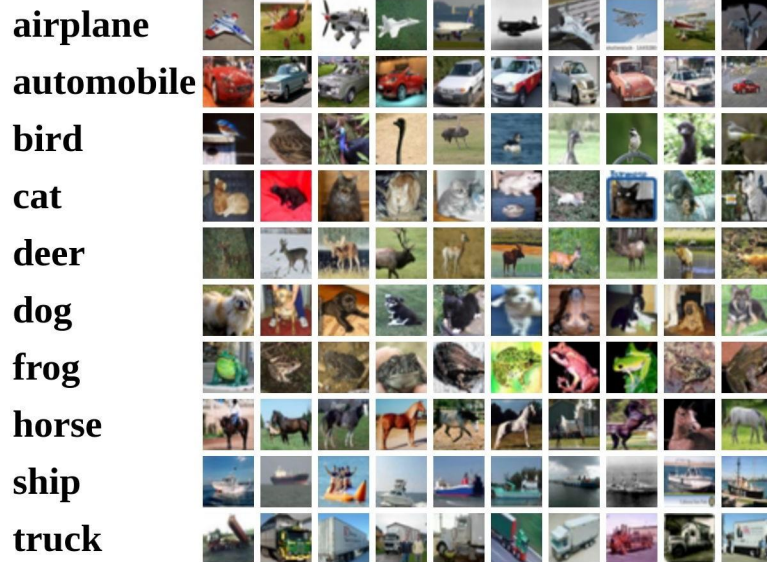 airplane
automobile
bird
cat
deer
dog
frog
horse
ship
truck